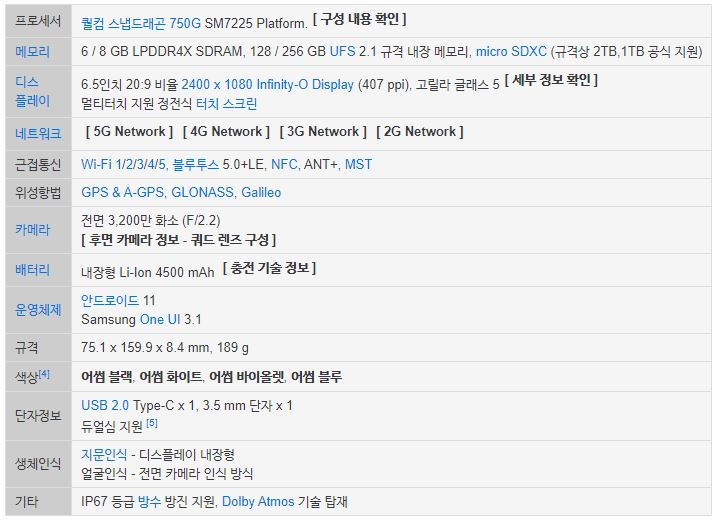 프로세서 퀄컴 스냅드래곤 750G SM7225 Platform. [ 구성 내용 확인 ]
메모리 6 / 8 GB LPDDR4X SDRAM, 128 / 256 GB UFS 2.1 규격 내장 메모리, micro SDXC (규격상 2TB,1TB 공식 지원)
디스
플레이
6.5인치 20:9 비율 2400 x 1080 Infinity-O Display (407 ppi), 고릴라 글래스 5 [ 세부 정보 확인 ]
멀티터치 지원 정전식 터치 스크린
네트워크 [ 5G Network ] [ 4G Network ] [ 3G Network ] [ 2G Network ]
근접통신 Wi-Fi 1/2/3/4/5, 블루투스 5.0+LE, NFC, ANT+, MST
위성항법 GPS & A-GPS, GLONASS, Galileo
카메라
전면 3,200만 화소 (F/2.2)
[ 후면 카메라 정보 - 쿼드 렌즈 구성 ]
배터리 내장형 Li-Ion 4500 mAh [ 충전 기술 정보 ]
운영체제
안드로이드 11
Samsung One UI 3.1
규격 75.1 x 159.9 x 8.4 mm, 189 g
색상[4] 어썸 블랙, 어썸 화이트, 어썸 바이올렛, 어썸 블루
단자정보
USB 2.0 Type-C x 1, 3.5 mm 단자 x 1
듀얼심 지원 [5]
생체인식
지문인식 - 디스플레이 내장형
얼굴인식 - 전면 카메라 인식 방식
기타 IP67 등급 방수 방진 지원, Dolby Atmos 기술 탑재